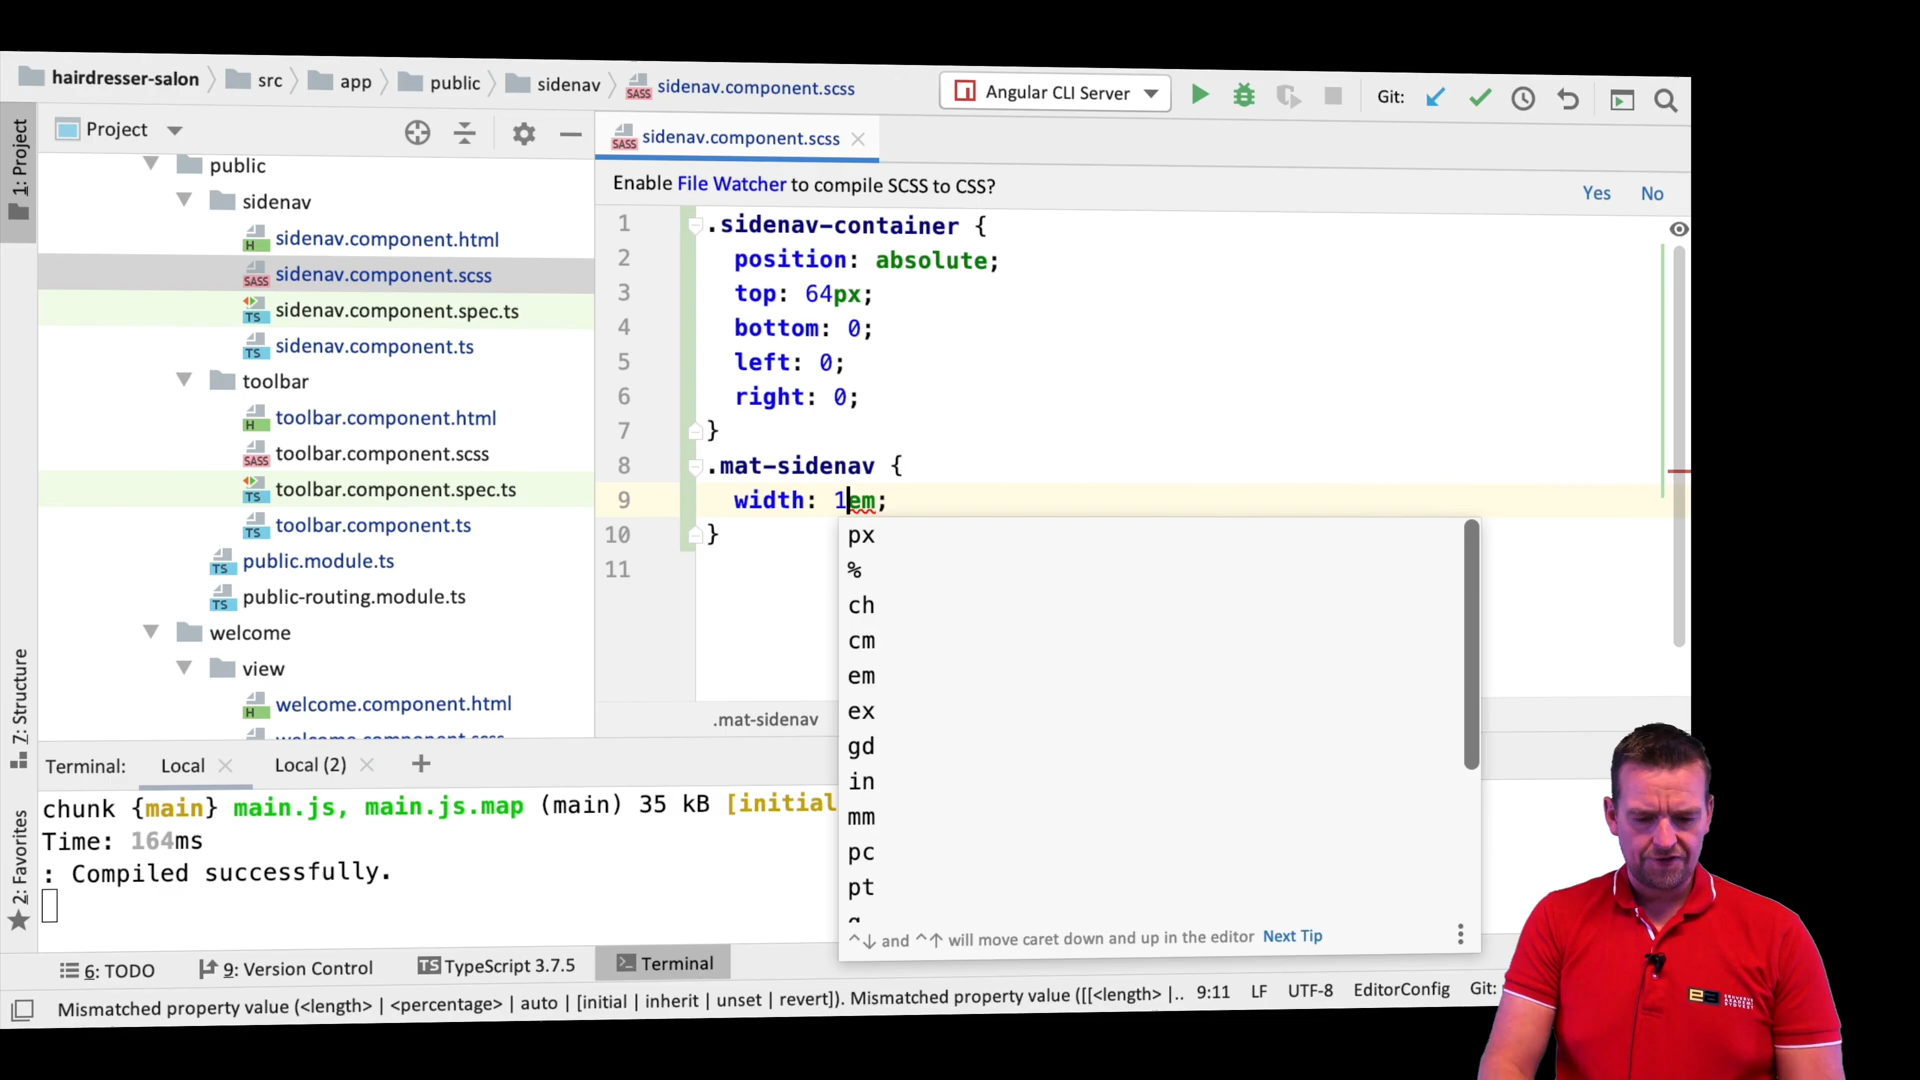 hairdresser-salon src app public sidenav sidenav.component.scss Angular CLI Server Git:
1: Project
Project
public
sidenav
sidenav.component.html
sidenav.component.scss
sidenav.component.spec.ts
sidenav.component.ts
toolbar
toolbar.component.html
toolbar.component.scss
toolbar.component.spec.ts
toolbar.component.ts
public.module.ts
public-routing.module.ts
welcome
view
welcome.component.html
welcome.component.scss
sidenav.component.scss
Enable File Watcher to compile SCSS to CSS? Yes No
1 .sidenav-container {
2 position: absolute;
3 top: 64px;
4 bottom: 0;
5 left: 0;
6 right: 0;
7 }
8 .mat-sidenav {
9 width: 1em;
10 }
11
px
%
ch
cm
em
ex
gd
in
mm
pc
pt
q
^↓ and ^↑ will move caret down and up in the editor Next Tip
.mat-sidenav
7: Structure
2: Favorites
Terminal: Local Local (2)
chunk {main} main.js, main.js.map (main) 35 kB [initial
Time: 164ms
: Compiled successfully.
6: TODO 9: Version Control TypeScript 3.7.5 Terminal
Mismatched property value (<length> | <percentage> | auto | [initial | inherit | unset | revert]). Mismatched property value ([[<length> |.. 9:11 LF UTF-8 EditorConfig Git: